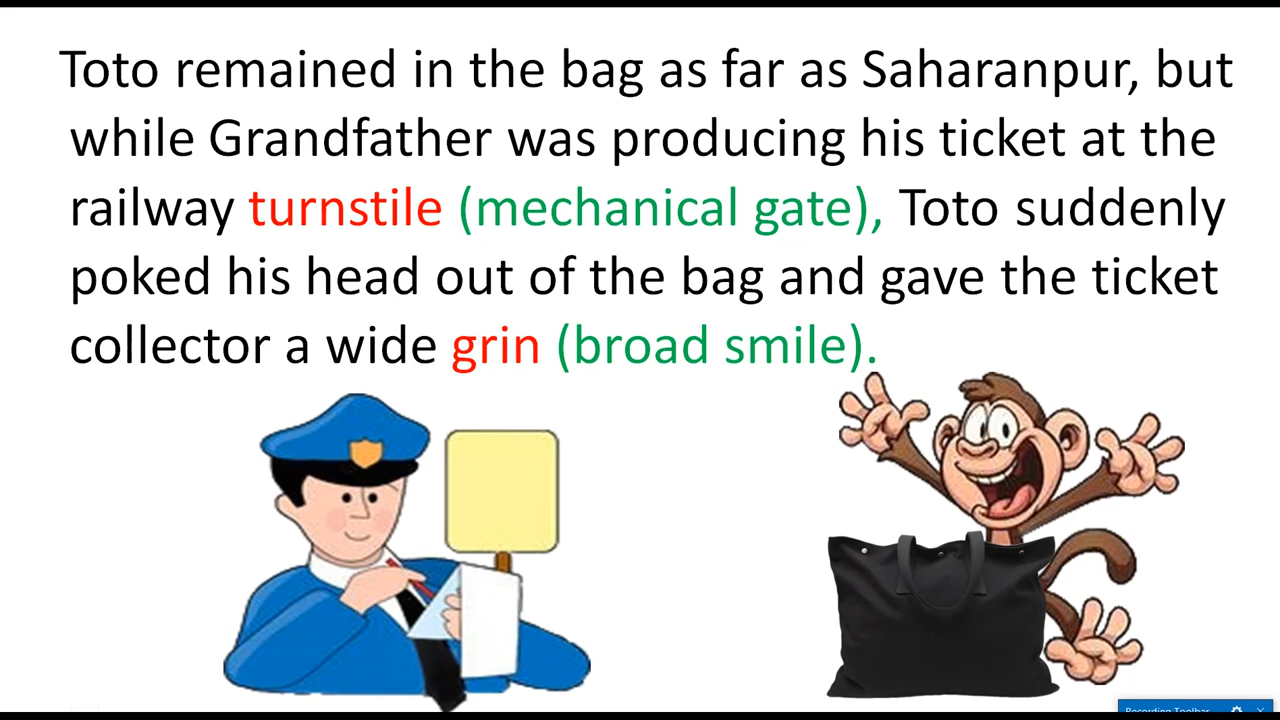 Toto remained in the bag as far as Saharanpur, but
while Grandfather was producing his ticket at the
railway turnstile (mechanical gate), Toto suddenly
poked his head out of the bag and gave the ticket
collector a wide grin (broad smile).
Recording Toolbar